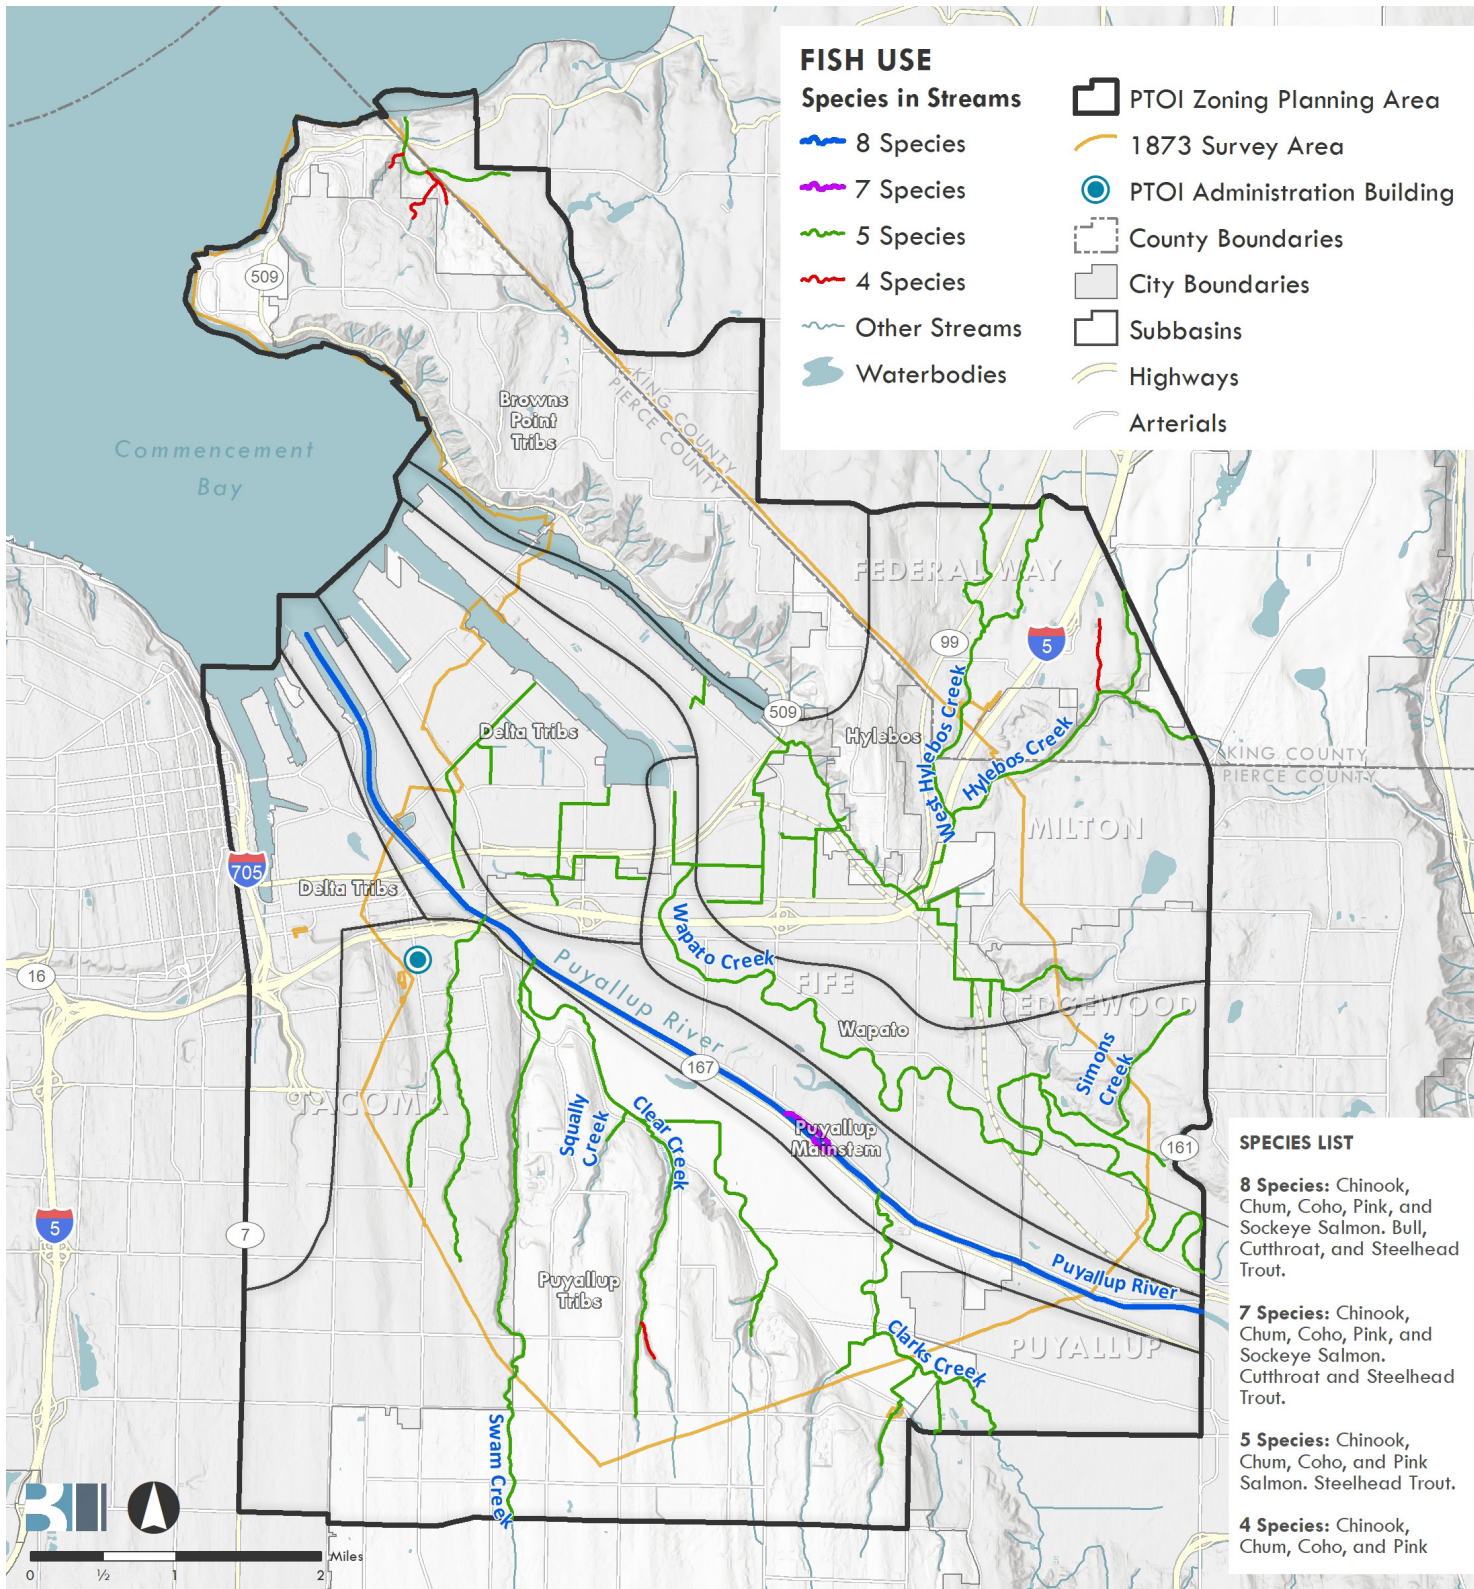 FISH USE
Species in Streams
8 Species
7 Species
5 Species
4 Species
Other Streams
Waterbodies
PTOI Zoning Planning Area
1873 Survey Area
PTOI Administration Building
County Boundaries
City Boundaries
Subbasins
Highways
Arterials
509
Browns
Point
Tribs
KING COUNTY
PIERCE COUNTY
Commencement
Bay
FEDERAL WAY
99
5
509
Delta Tribs
Hylebos
West Hylebos Creek
Hylebos Creek
KING COUNTY
PIERCE COUNTY
MILTON
705
Delta Tribs
Wapato Creek
16
Puyallup River
FIFE
EDGEWOOD
Wapato
167
Simons
Creek
TACOMA
Squally
Creek
Clear Creek
Puyallup
Mainstem
161
5
7
Puyallup
Tribs
Puyallup River
Clarks Creek
PUYALLUP
Swam Creek
SPECIES LIST
8 Species: Chinook,
Chum, Coho, Pink, and
Sockeye Salmon. Bull,
Cutthroat, and Steelhead
Trout.
7 Species: Chinook,
Chum, Coho, Pink, and
Sockeye Salmon.
Cutthroat and Steelhead
Trout.
5 Species: Chinook,
Chum, Coho, and Pink
Salmon. Steelhead Trout.
4 Species: Chinook,
Chum, Coho, and Pink
Miles
0 ½ 1 2